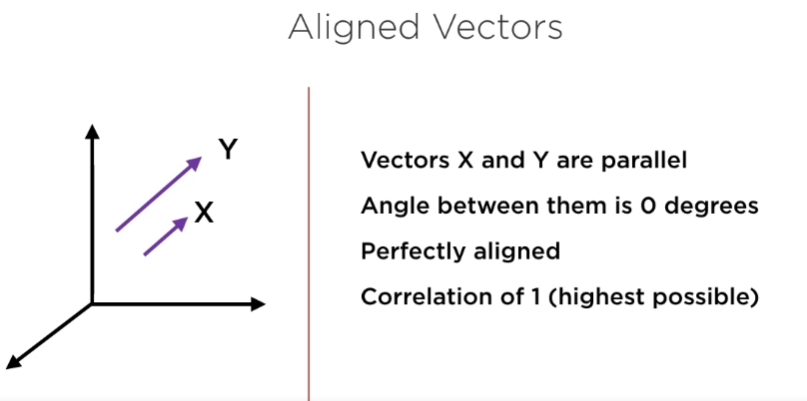 Aligned Vectors
Y
X
Vectors X and Y are parallel
Angle between them is 0 degrees
Perfectly aligned
Correlation of 1 (highest possible)